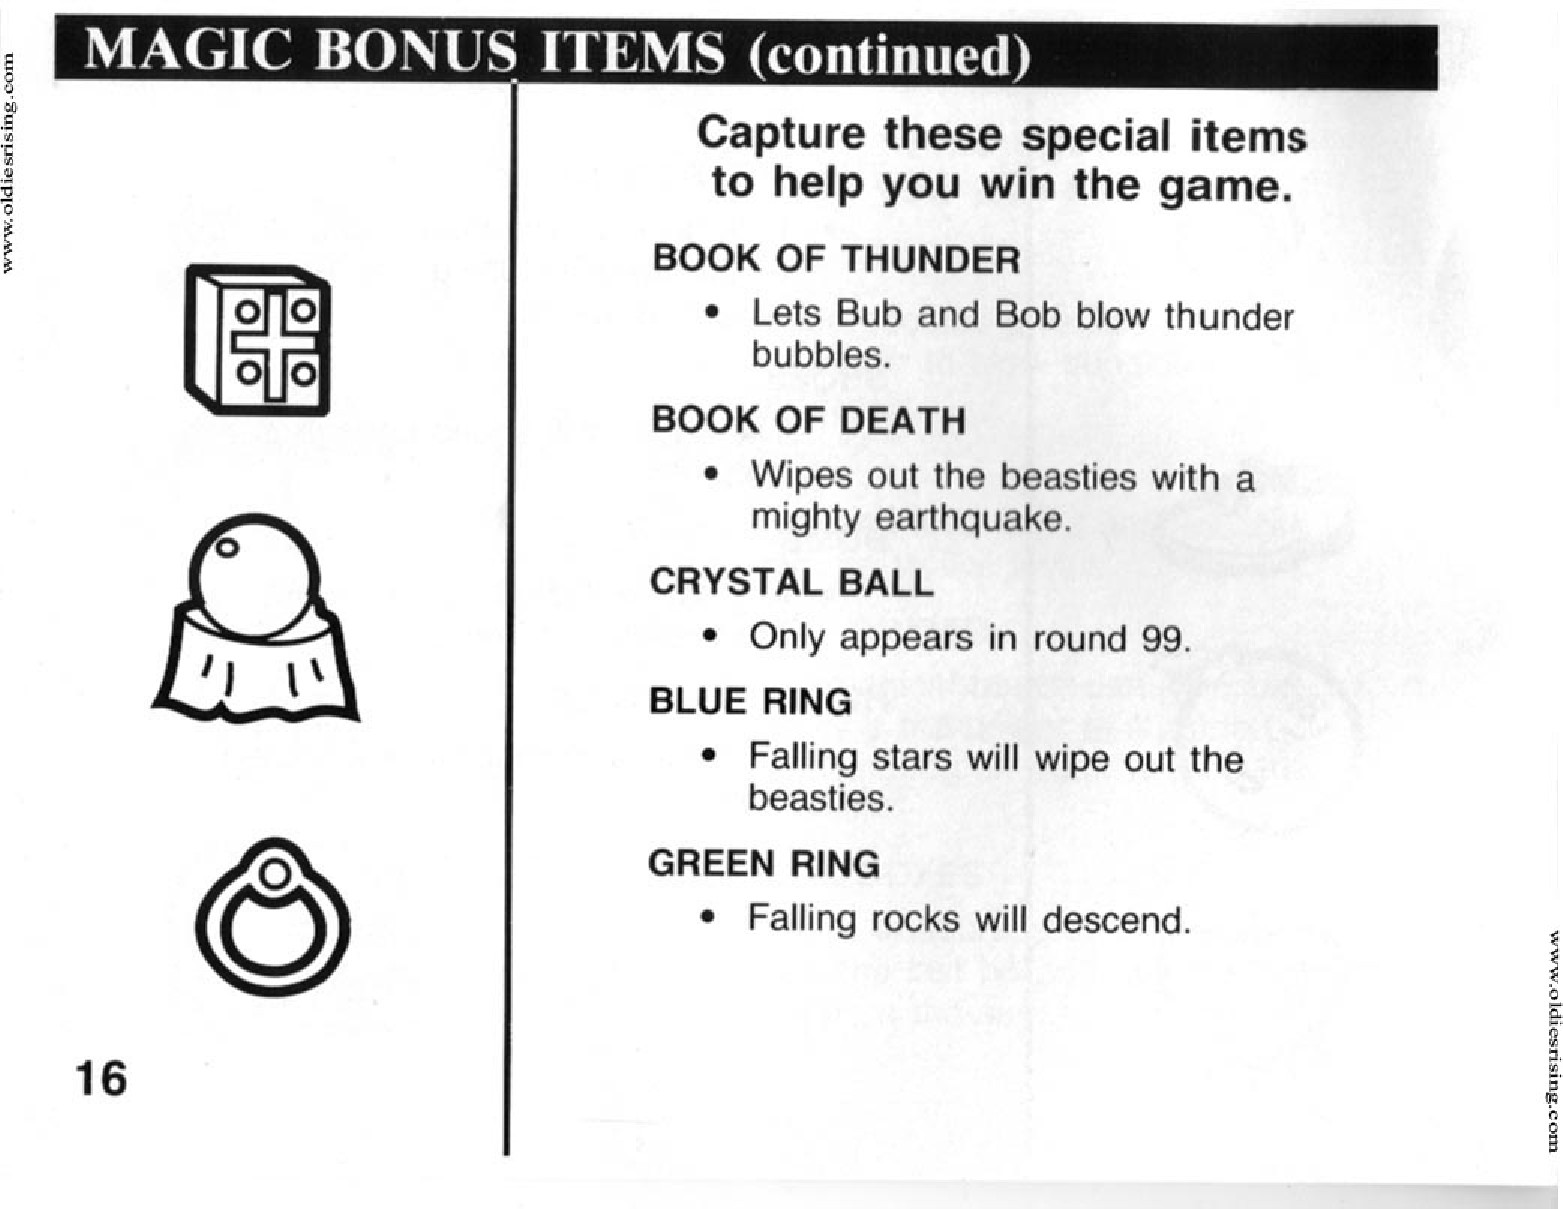 MAGIC BONUS ITEMS (continued)
Capture these special items
to help you win the game.
BOOK OF THUNDER
• Lets Bub and Bob blow thunder
bubbles.
BOOK OF DEATH
• Wipes out the beasties with a
mighty earthquake.
CRYSTAL BALL
• Only appears in round 99.
BLUE RING
• Falling stars will wipe out the
beasties.
GREEN RING
• Falling rocks will descend.
16
www.oldiesrising.com
www.oldiesrising.com